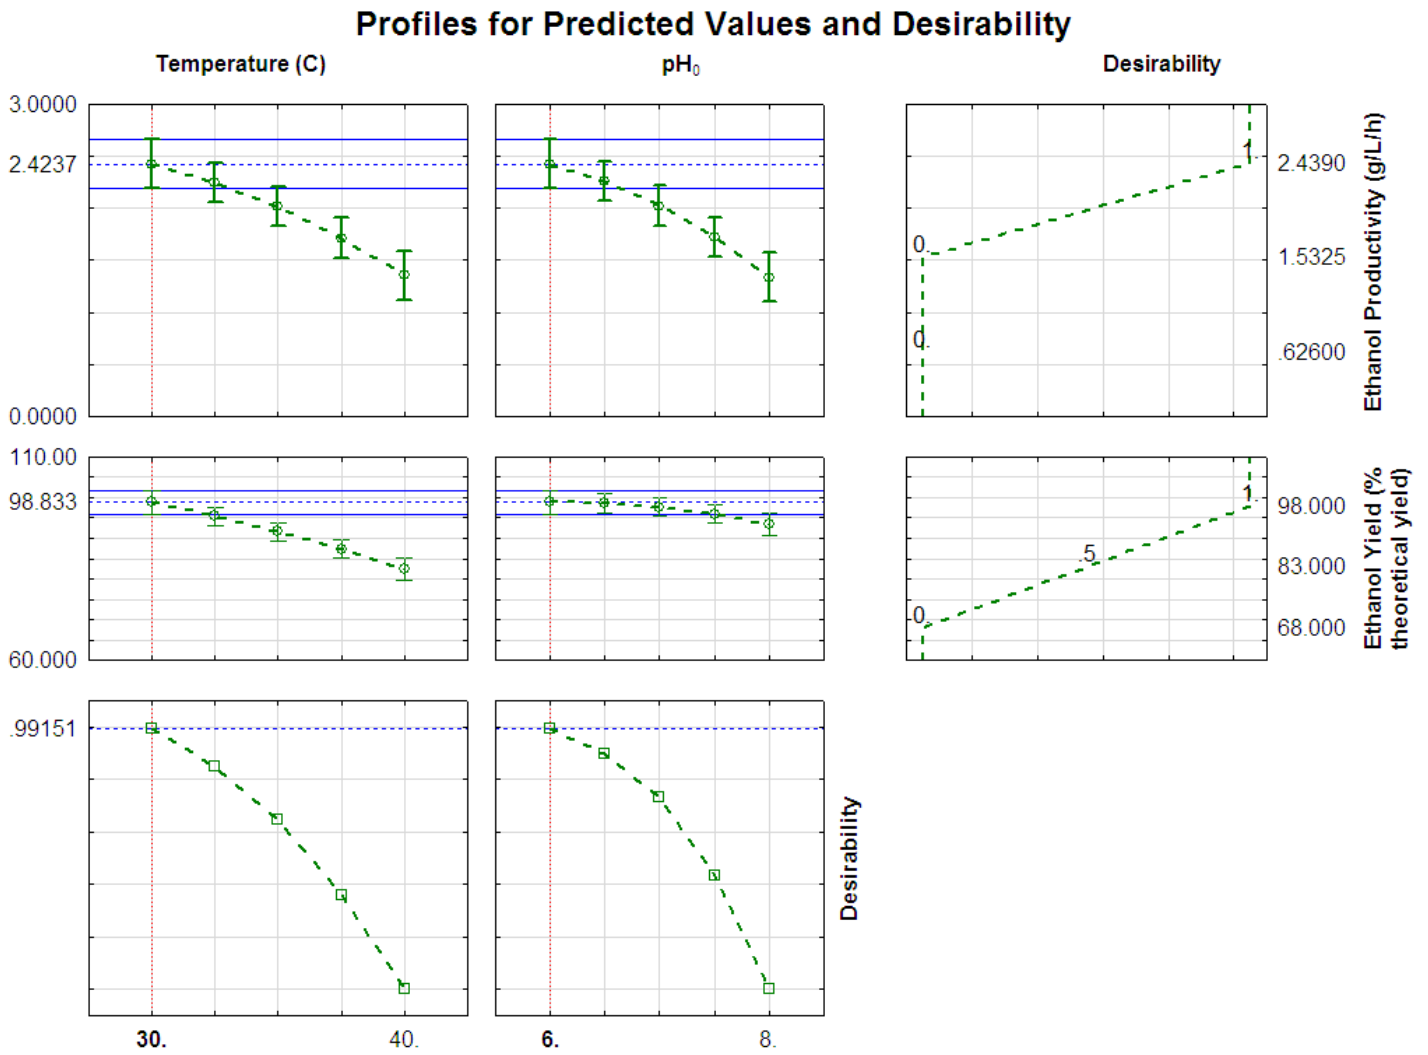 Profiles for Predicted Values and Desirability
Temperature (C)
pH₀
Desirability
3.0000
2.4237
0.0000
1.
0.
0.
2.4390
1.5325
.62600
Ethanol Productivity (g/L/h)
110.00
98.833
60.000
1.
.5
0.
98.000
83.000
68.000
Ethanol Yield (%
theoretical yield)
.99151
Desirability
30.
40.
6.
8.